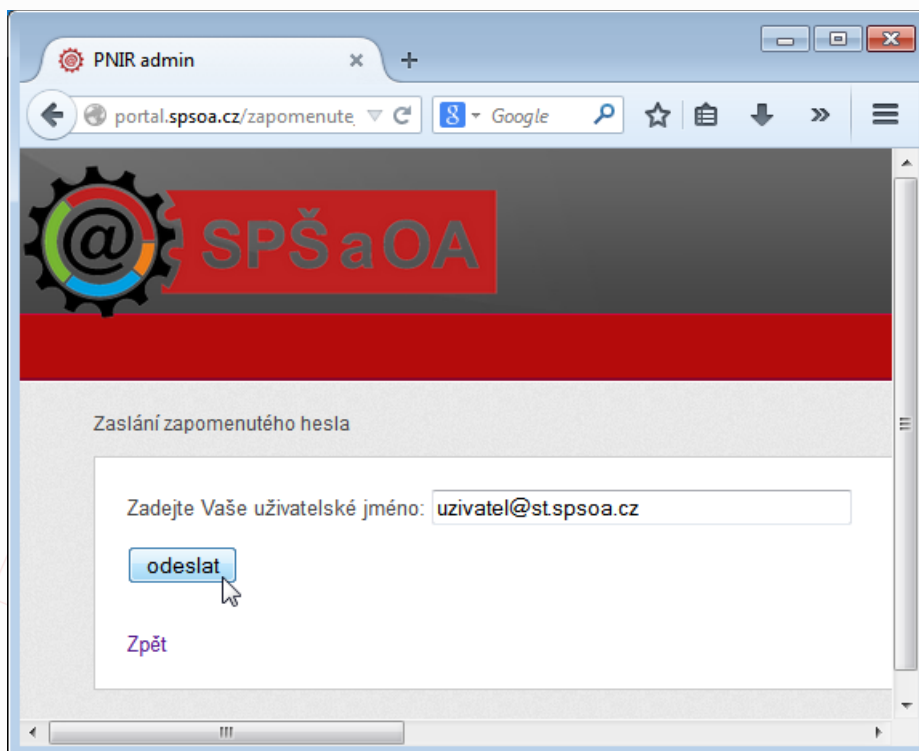 PNIR admin
portal.spsoa.cz/zapomenute_
Google
@ SPŠ a OA
Zaslání zapomenutého hesla
Zadejte Vaše uživatelské jméno: uzivatel@st.spsoa.cz
odeslat
Zpět